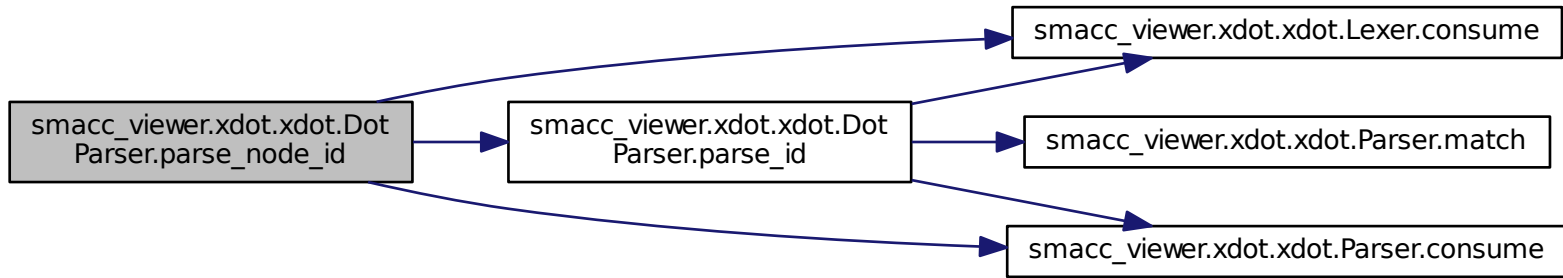 smacc_viewer.xdot.xdot.Dot
Parser.parse_node_id
smacc_viewer.xdot.xdot.Dot
Parser.parse_id
smacc_viewer.xdot.xdot.Lexer.consume
smacc_viewer.xdot.xdot.Parser.match
smacc_viewer.xdot.xdot.Parser.consume